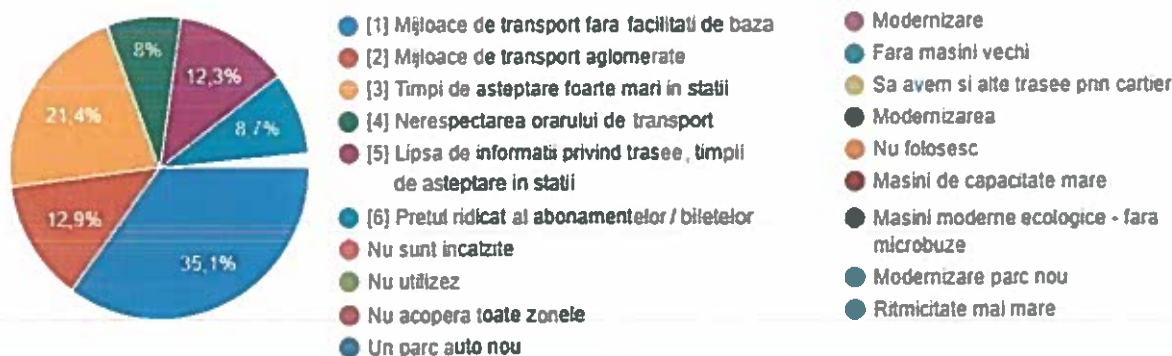 8%
12,3%
8,7%
21,4%
12,9%
35,1%
[1] Mijloace de transport fara facilitati de baza
[2] Mijloace de transport aglomerate
[3] Timpi de asteptare foarte mari in statii
[4] Nerespectarea orarului de transport
[5] Lipsa de informatii privind trasee, timpii
de asteptare in statii
[6] Pretul ridicat al abonamentelor / biletelor
Nu sunt incalzite
Nu utilizez
Nu acopera toate zonele
Un parc auto nou
Modernizare
Fara masini vechi
Sa avem si alte trasee prin cartier
Modernizarea
Nu folosesc
Masini de capacitate mare
Masini moderne ecologice - fara
microbuze
Modernizare parc nou
Ritmicitate mai mare